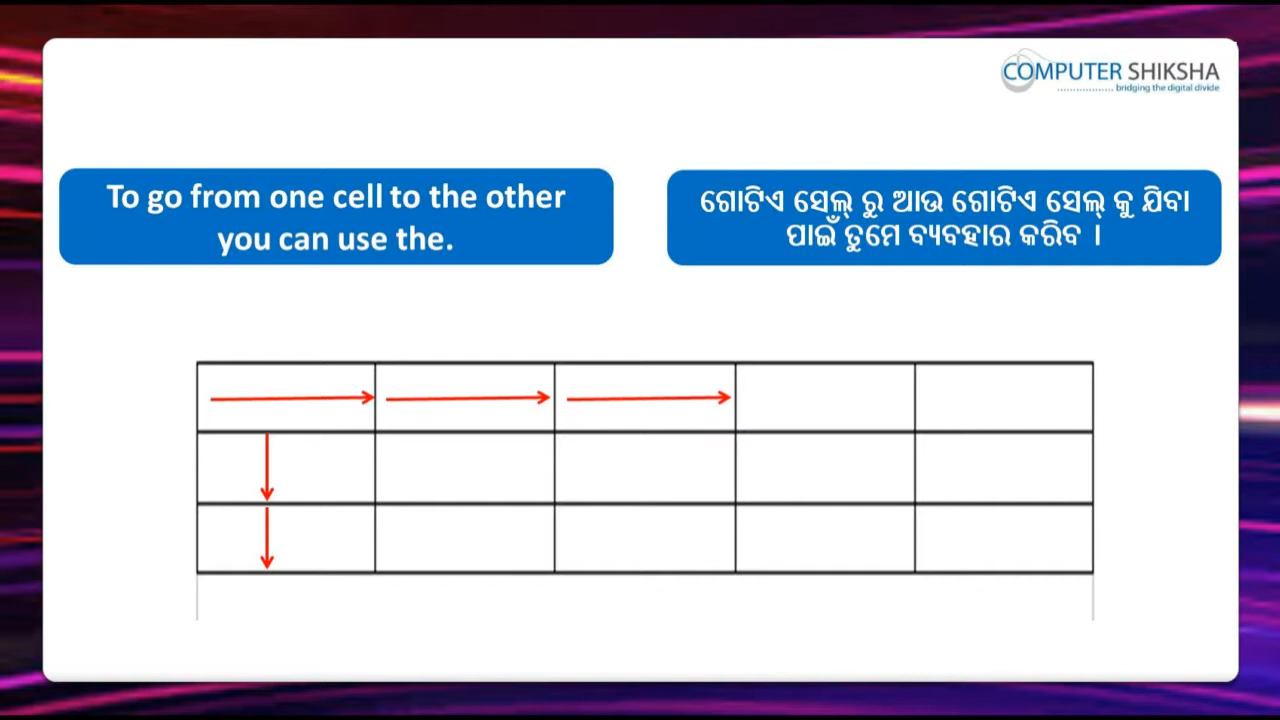 COMPUTER SHIKSHA
bridging the digital divide
To go from one cell to the other
you can use the.
ଗୋଟିଏ ସେଲ୍ ରୁ ଆଉ ଗୋଟିଏ ସେଲ୍ କୁ ଯିବା
ପାଇଁ ତୁମେ ବ୍ୟବହାର କରିବ ।